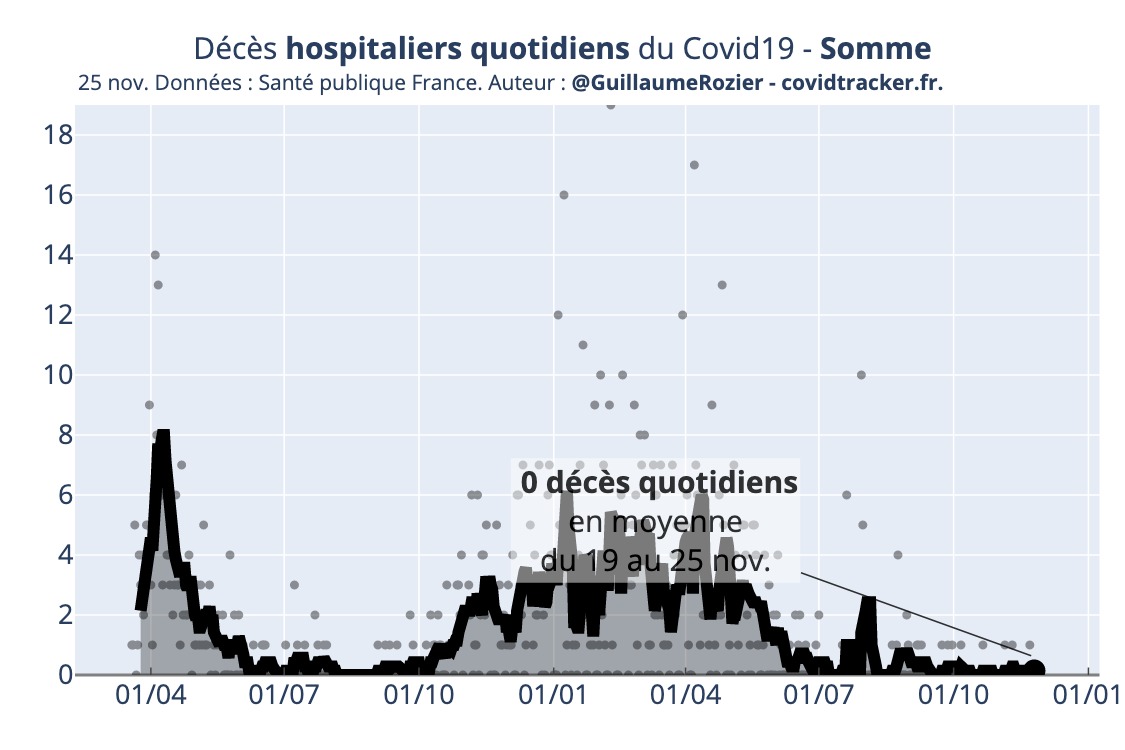 Décès hospitaliers quotidiens du Covid19 - Somme
25 nov. Données : Santé publique France. Auteur : @GuillaumeRozier - covidtracker.fr.
18
16
14
12
10
8
6
4
2
0
0 décès quotidiens
en moyenne
du 19 au 25 nov.
01/04 01/07 01/10 01/01 01/04 01/07 01/10 01/01